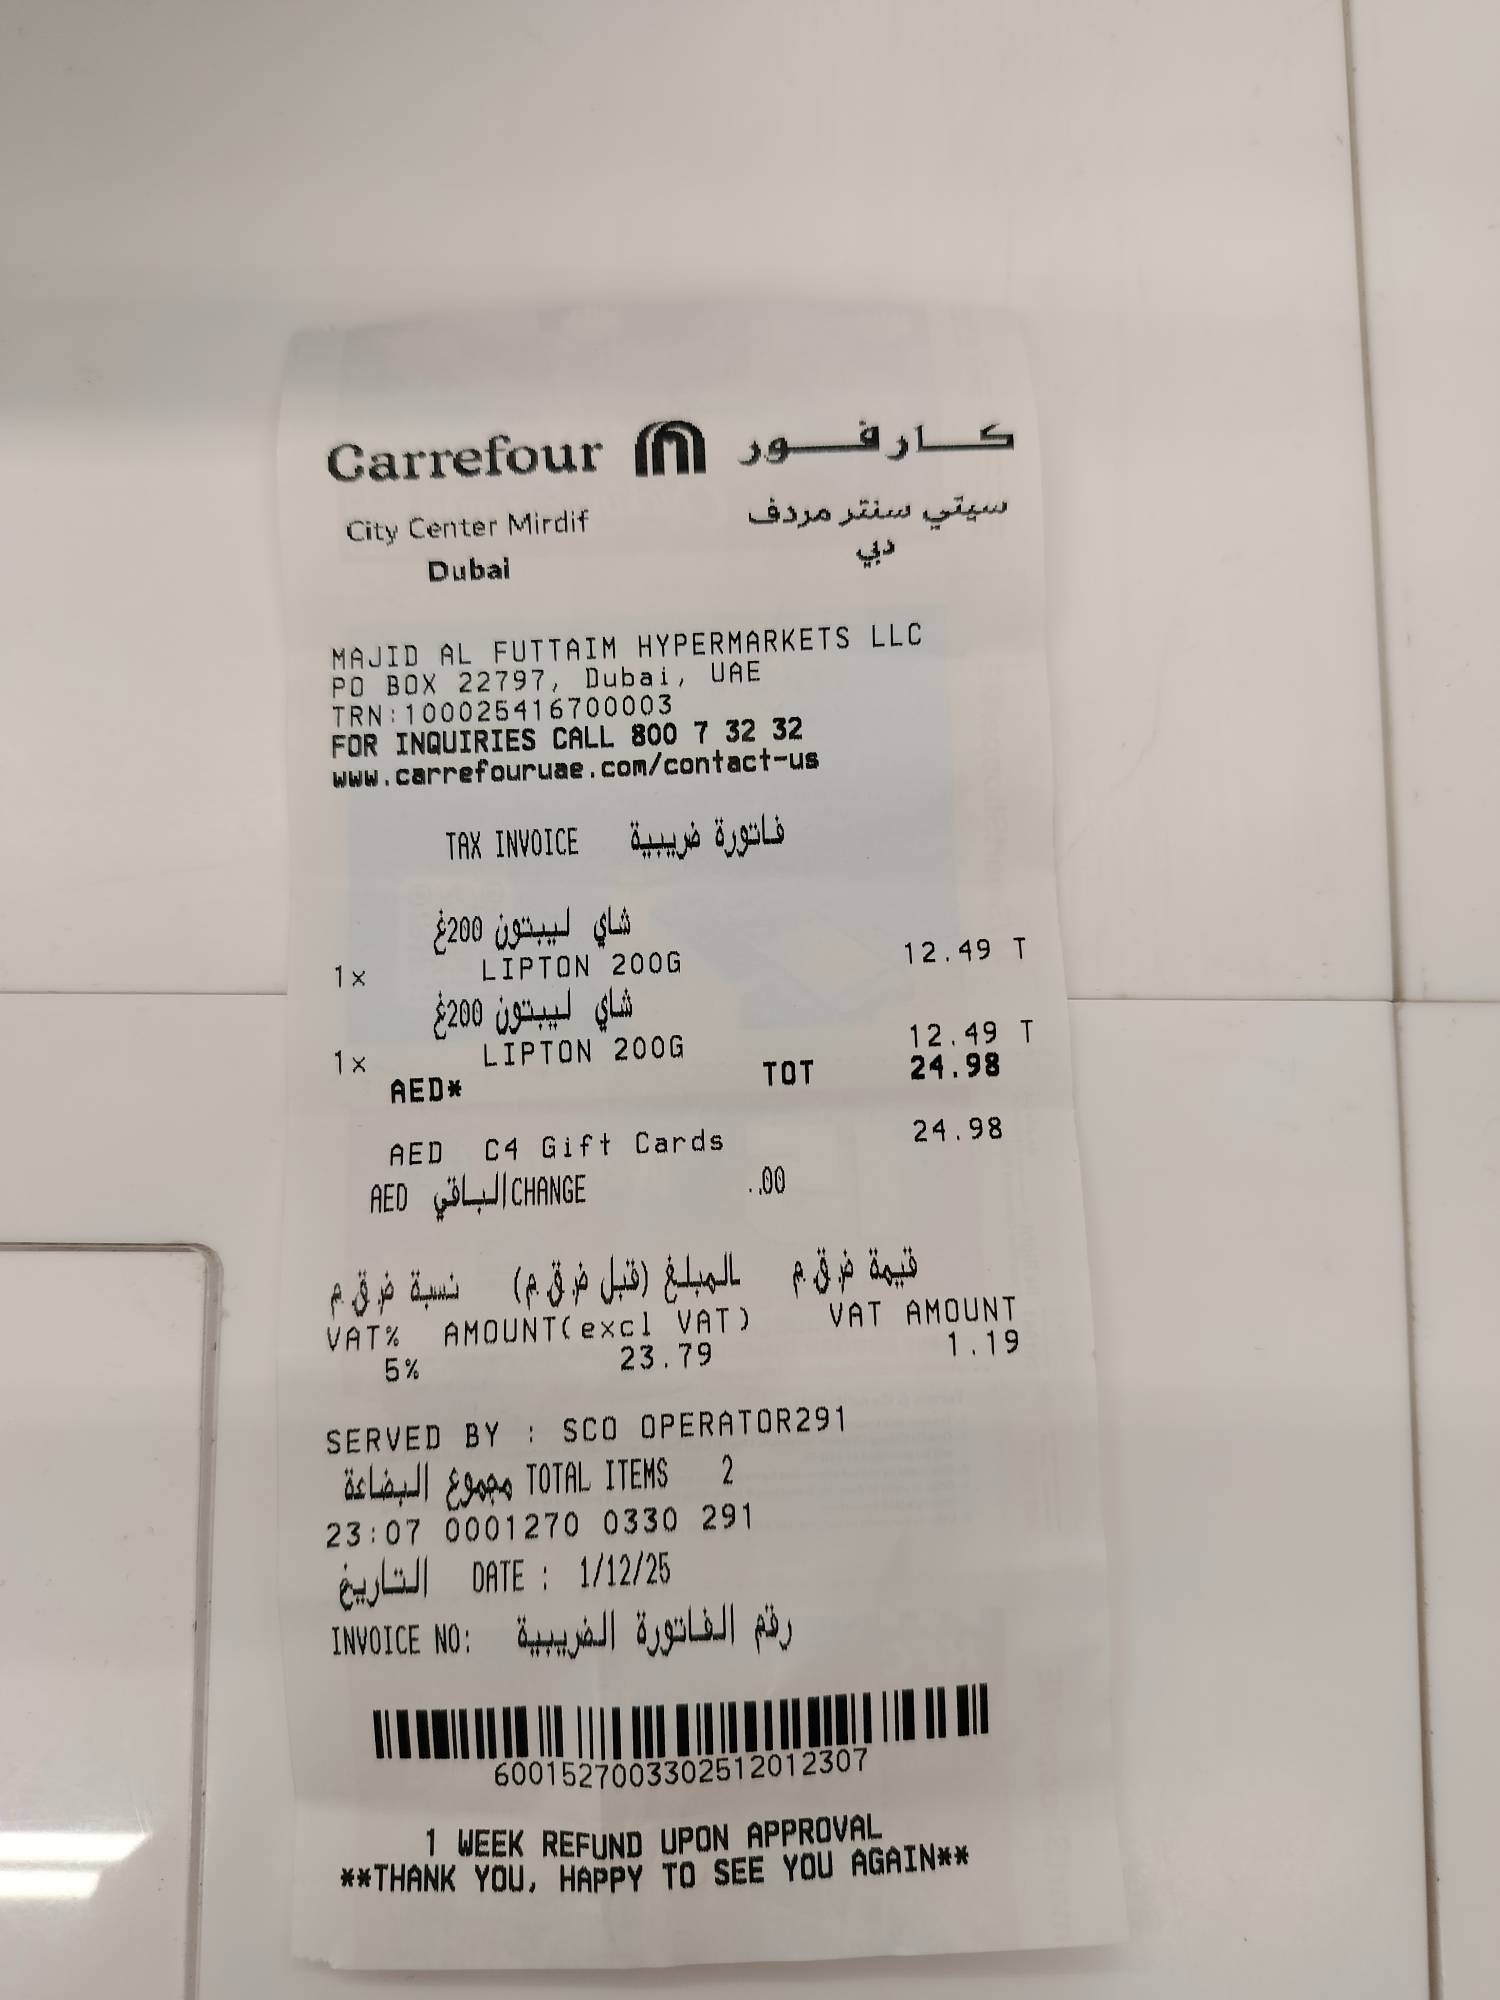 Carrefour كارفور
City Center Mirdif سيتي سنتر مردف
Dubai دبي
MAJID AL FUTTAIM HYPERMARKETS LLC
PO BOX 22797, Dubai, UAE
TRN:100025416700003
FOR INQUIRIES CALL 800 7 32 32
www.carrefouruae.com/contact-us
TAX INVOICE فاتورة ضريبية
شاي ليبتون 200غ
1x LIPTON 200G 12.49 T
شاي ليبتون 200غ
1x LIPTON 200G 12.49 T
AED* TOT 24.98
AED C4 Gift Cards 24.98
AED الباقي CHANGE ..00
نسبة ض.ق.م المبلغ (قبل ض.ق.م) قيمة ض.ق.م
VAT% AMOUNT(excl VAT) VAT AMOUNT
5% 23.79 1.19
SERVED BY : SCO OPERATOR291
مجموع البضاعة TOTAL ITEMS 2
23:07 0001270 0330 291
التاريخ DATE : 1/12/25
INVOICE NO: رقم الفاتورة الضريبية
6001527003302512012307
1 WEEK REFUND UPON APPROVAL
**THANK YOU, HAPPY TO SEE YOU AGAIN**